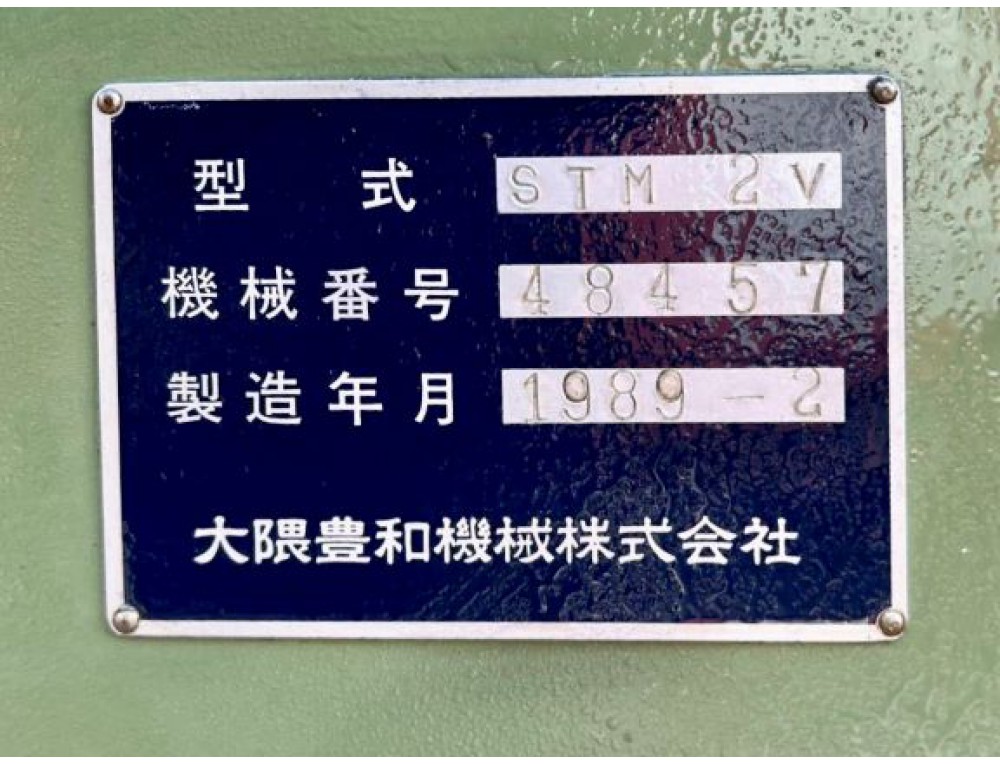 型式 STM 2V
機械番号 48457
製造年月 1989-2
大隈豊和機械株式会社